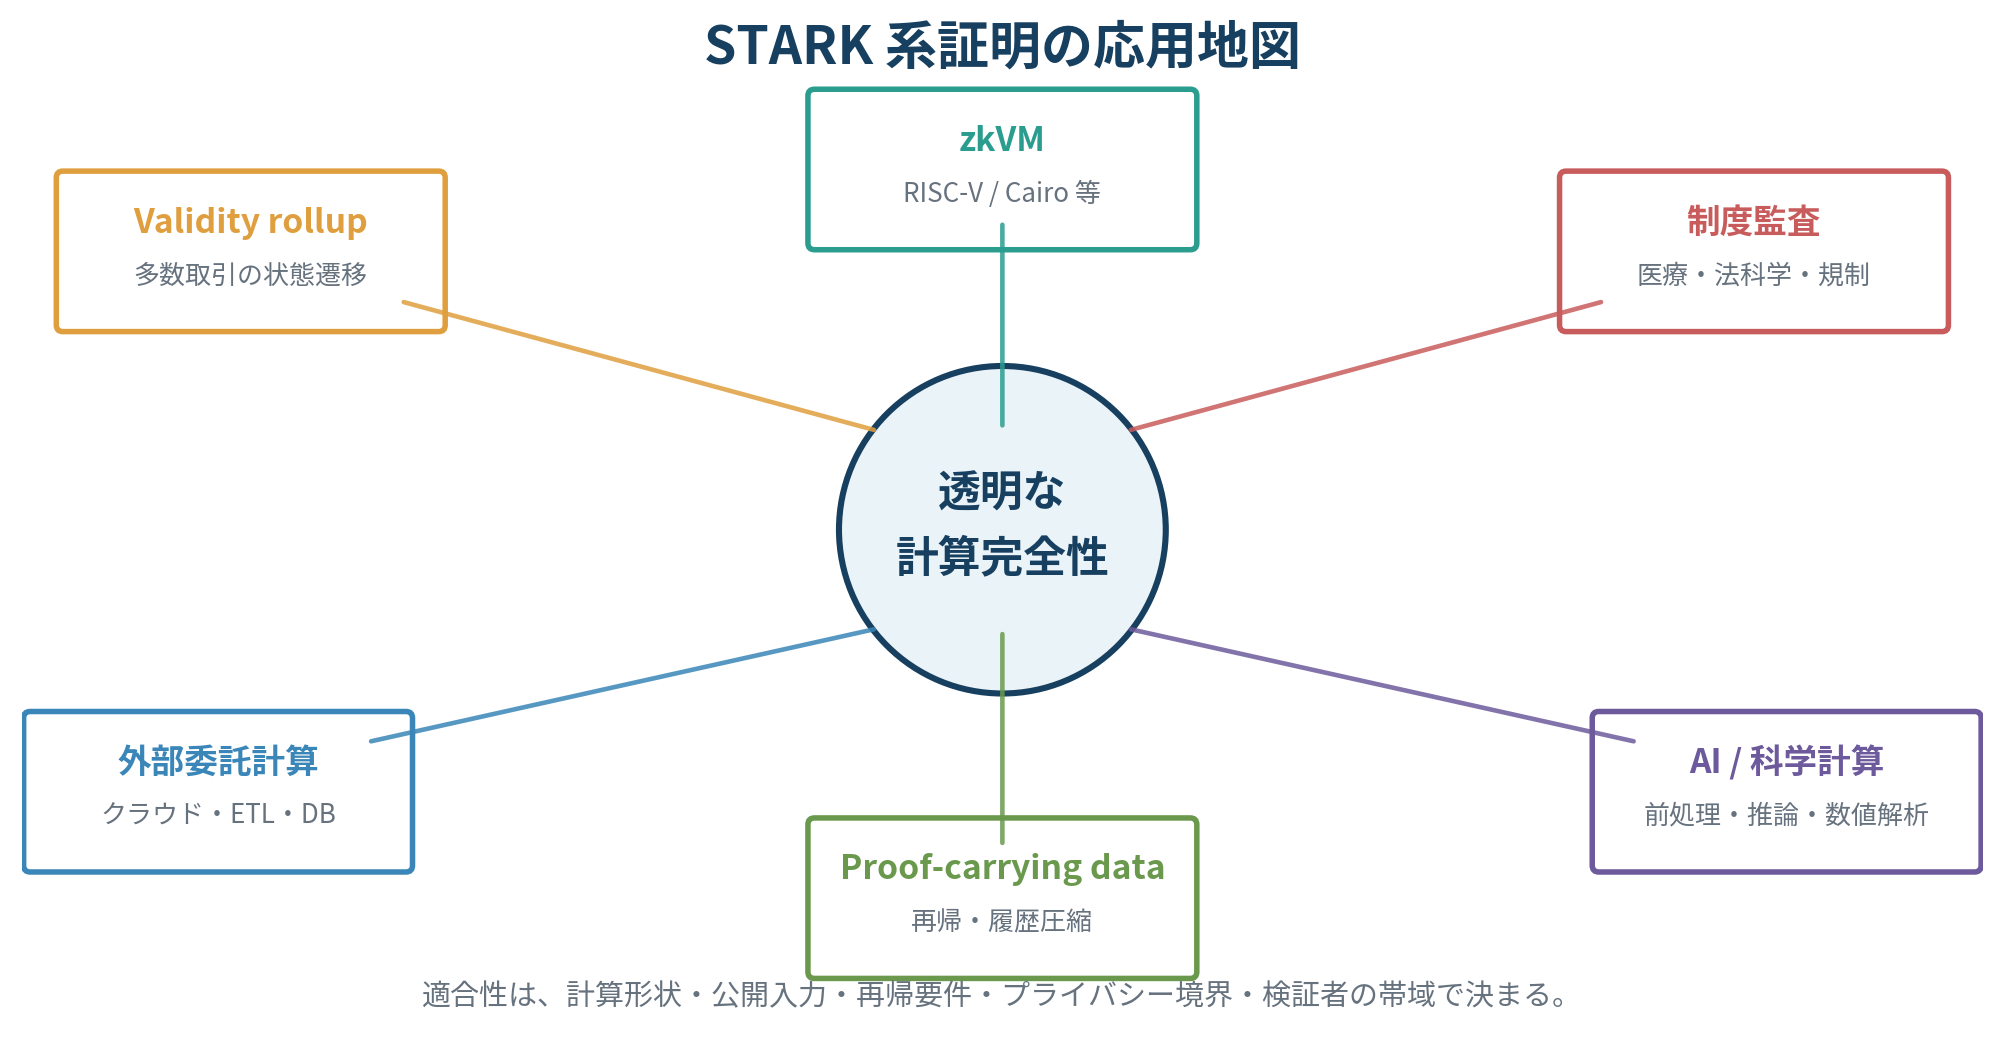 STARK 系証明の応用地図
zkVM
RISC-V / Cairo 等
Validity rollup
多数取引の状態遷移
制度監査
医療・法科学・規制
透明な
計算完全性
外部委託計算
クラウド・ETL・DB
AI / 科学計算
前処理・推論・数値解析
Proof-carrying data
再帰・履歴圧縮
適合性は、計算形状・公開入力・再帰要件・プライバシー境界・検証者の帯域で決まる。